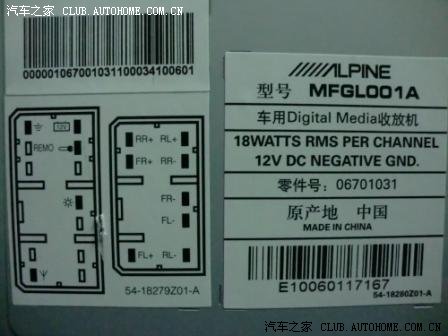 汽车之家 CLUB.AUTOHOME.COM.CN
00000106700103110003410060​1
12V
REMO
RR+ RL+
FR+ RR-
FR-
FL-
FL+ RL-
54-18279Z01-A
ALPINE
型号 MFGL001A
车用Digital Media收放机
18WATTS RMS PER CHANNEL
12V DC NEGATIVE GND.
零件号: 06701031
原产地 中国
MADE IN CHINA
E10060117167
54-18280Z01-A
汽车之家 CLUB.AUTOHOME.COM.CN